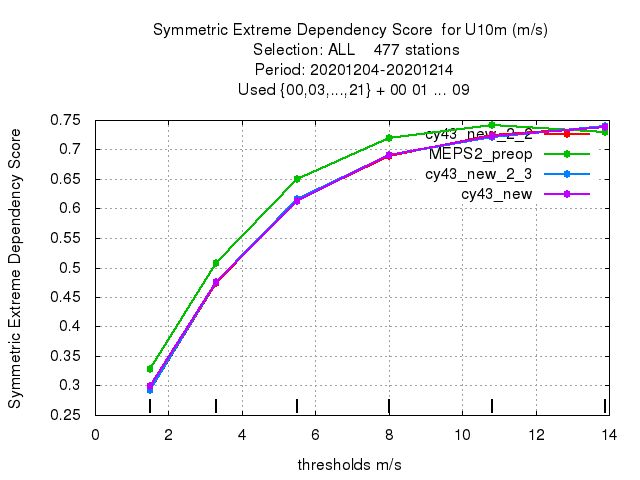 Symmetric Extreme Dependency Score  for U10m (m/s)
Selection: ALL    477 stations
Period: 20201204-20201214
Used {00,03,...,21} + 00 01 ... 09
Symmetric Extreme Dependency Score
0.75
0.7
0.65
0.6
0.55
0.5
0.45
0.4
0.35
0.3
0.25
cy43_new_2_2
MEPS2_preop
cy43_new_2_3
cy43_new
0 2 4 6 8 10 12 14
thresholds m/s